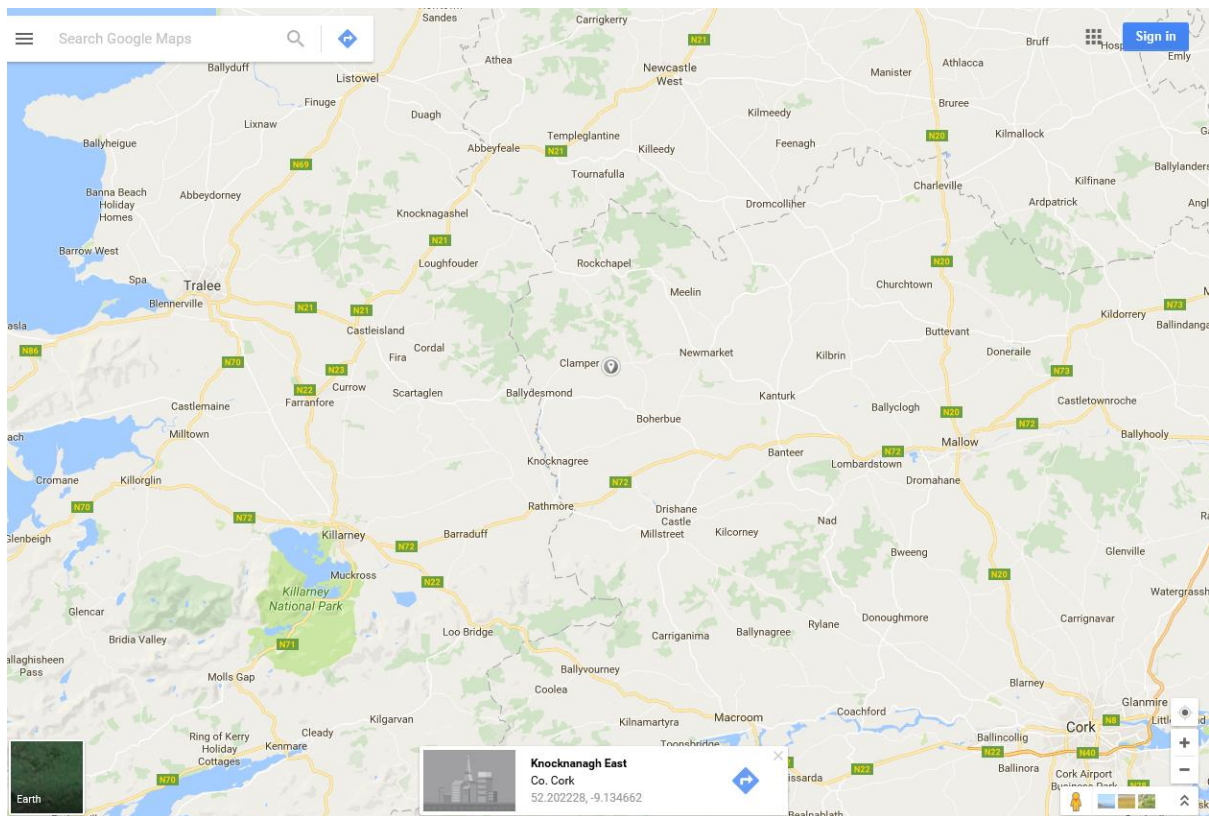 Sandes
Carrigkerry
N21
Search Google Maps
Sign in
Bruff
Emly
Athea
Newcastle
West
Athlacca
Ballyduff
Listowel
Manister
Finuge
Duagh
Kilmeedy
Bruree
Lixnaw
Templeglantine
N20
Kilmallock
Ballyheigue
Abbeyfeale
N21
Killeedy
Feenagh
N69
Tournafulla
Ballylanders
Banna Beach
Holiday
Homes
Abbeydorney
Charleville
Kilfinane
Knocknagashel
Dromcolliher
Ardpatrick
Barrow West
N21
Loughfouder
Rockchapel
N20
Spa
Tralee
Meelin
Churchtown
Blennerville
N21
N21
N73
Kildorrery
Castleisland
Buttevant
N86
Cordal
Fira
Newmarket
Kilbrin
Doneraile
N70
N23
Clamper
N73
N22
Currow
Scartaglen
Ballydesmond
Kanturk
Castletownroche
Castlemaine
Farranfore
Ballyclogh
N20
Milltown
Boherbue
N72
Ballyhooly
Mallow
Banteer
N72
Knocknagree
Lombardstown
Cromane
Killorglin
N72
Dromahane
N70
Rathmore
Drishane
Castle
N72
Millstreet
Kilcorney
Nad
Glenbeigh
Killarney
Barraduff
N72
Bweeng
Glenville
Muckross
N22
N20
Killarney
National Park
Glencar
Donoughmore
Carrignavar
Rylane
Bridia Valley
Loo Bridge
Carriganima
Ballynagree
N71
Pass
Molls Gap
Ballyvourney
Coolea
Blarney
Glanmire
Kilgarvan
Kilnamartyra
Macroom
Coachford
Cork
N8
Ring of Kerry
Holiday
Cottages
Cleady
Kenmare
Toonsbridge
Ballincollig
N22
N40
N70
N22
Ballinora
Cork Airport
Business Park
N28
Earth
Knocknanagh East
Co. Cork
52.202228, -9.134662